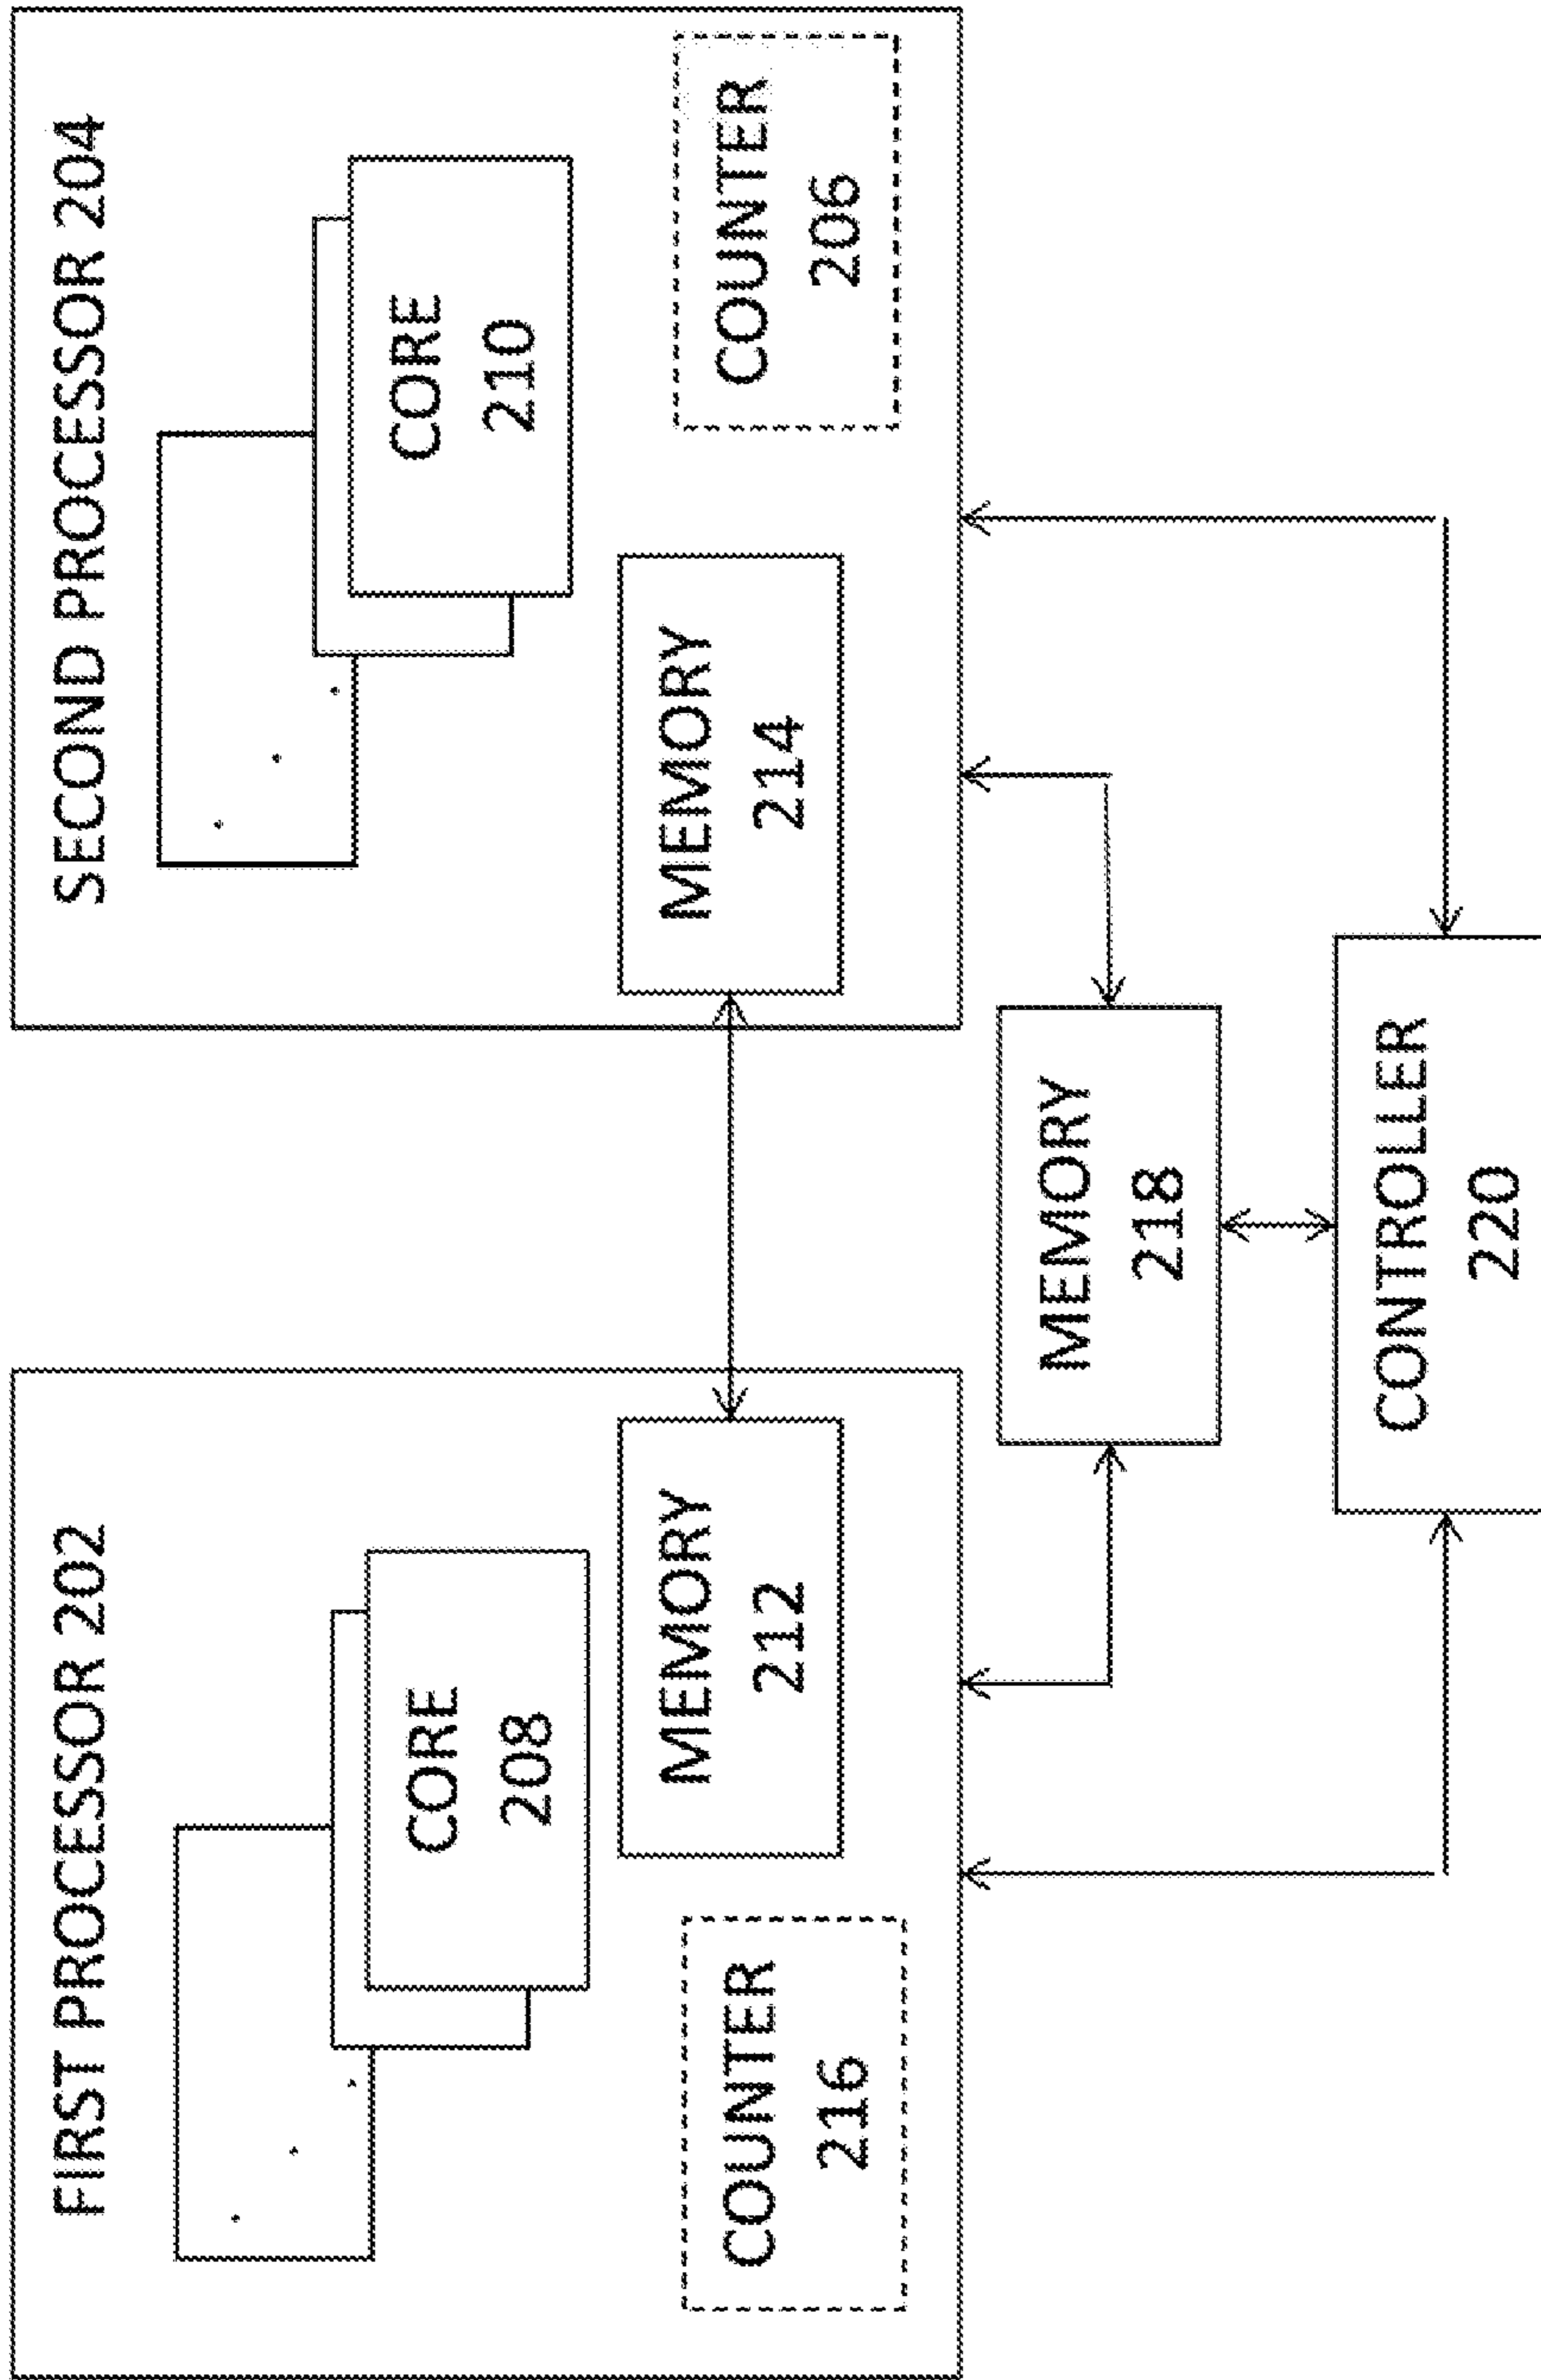 FIRST PROCESSOR 202
CORE
208
COUNTER
216
MEMORY
212
SECOND PROCESSOR 204
CORE
210
MEMORY
214
COUNTER
206
MEMORY
218
CONTROLLER
220